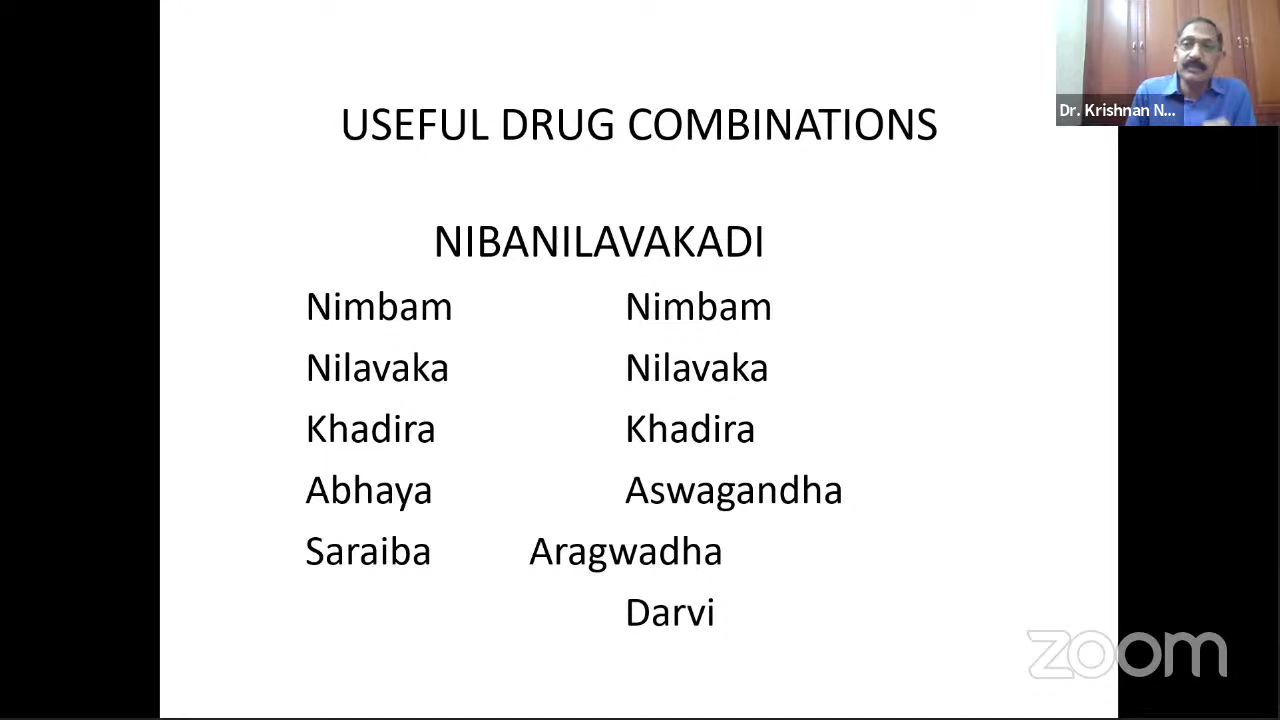 Dr. Krishnan N...
USEFUL DRUG COMBINATIONS
NIBANILAVAKADI
Nimbam Nimbam
Nilavaka Nilavaka
Khadira Khadira
Abhaya Aswagandha
Saraiba Aragwadha
Darvi
zoom